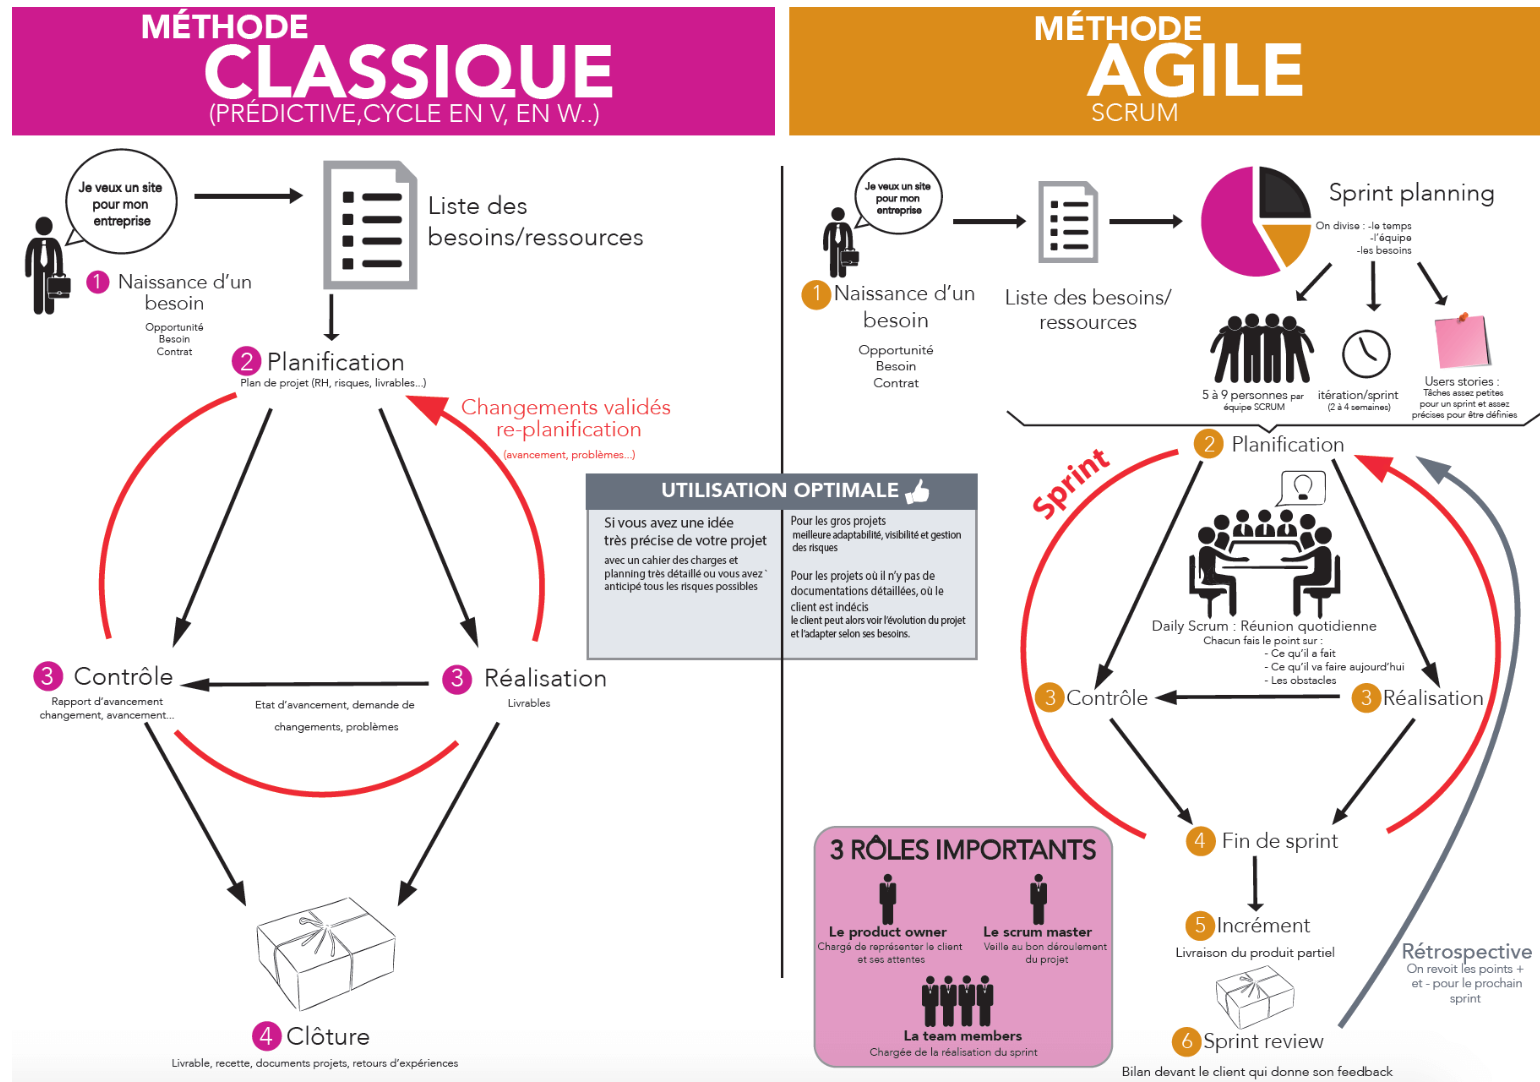 MÉTHODE
CLASSIQUE
(PRÉDICTIVE,CYCLE EN V, EN W..)
Je veux un site
pour mon
entreprise
Liste des
besoins/ressources
1 Naissance d'un
besoin
Opportunité
Besoin
Contrat
2 Planification
Plan de projet (RH, risques, livrables...)
Changements validés
re-planification
(avancement, problèmes...)
3 Contrôle
Rapport d'avancement
changement, avancement...
Etat d'avancement, demande de
changements, problèmes
3 Réalisation
Livrables
4 Clôture
Livrable, recette, documents projets, retours d'expériences
UTILISATION OPTIMALE
Si vous avez une idée
très précise de votre projet
avec un cahier des charges et
planning très détaillé ou vous avez `
anticipé tous les risques possibles
Pour les gros projets
meilleure adaptabilité, visibilité et gestion
des risques
Pour les projets où il n'y pas de
documentations détaillées, où le
client est indécis
le client peut alors voir l'évolution du projet
et l'adapter selon ses besoins.
MÉTHODE
AGILE
SCRUM
Je veux un site
pour mon
entreprise
1 Naissance d'un
besoin
Opportunité
Besoin
Contrat
Liste des besoins/
ressources
Sprint planning
On divise : -le temps
-l'équipe
-les besoins
5 à 9 personnes par
équipe SCRUM
itération/sprint
(2 à 4 semaines)
Users stories :
Tâches assez petites
pour un sprint et assez
précises pour être définies
2 Planification
Sprint
Daily Scrum : Réunion quotidienne
Chacun fais le point sur :
- Ce qu'il a fait
- Ce qu'il va faire aujourd'hui
- Les obstacles
3 Contrôle
3 Réalisation
4 Fin de sprint
5 Incrément
Livraison du produit partiel
6 Sprint review
Bilan devant le client qui donne son feedback
Rétrospective
On revoit les points +
et - pour le prochain
sprint
3 RÔLES IMPORTANTS
Le product owner
Chargé de représenter le client
et ses attentes
Le scrum master
Veille au bon déroulement
du projet
La team members
Chargée de la réalisation du sprint